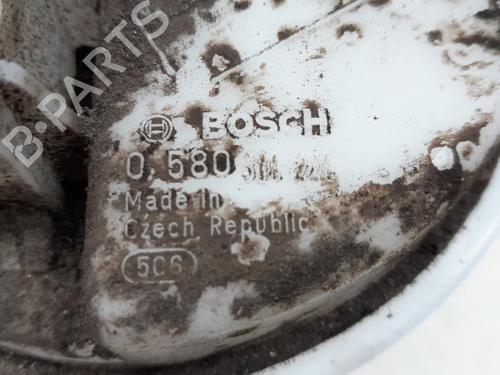 B-PARTS
BOSCH
0 580
Made in
Czech Republic
506